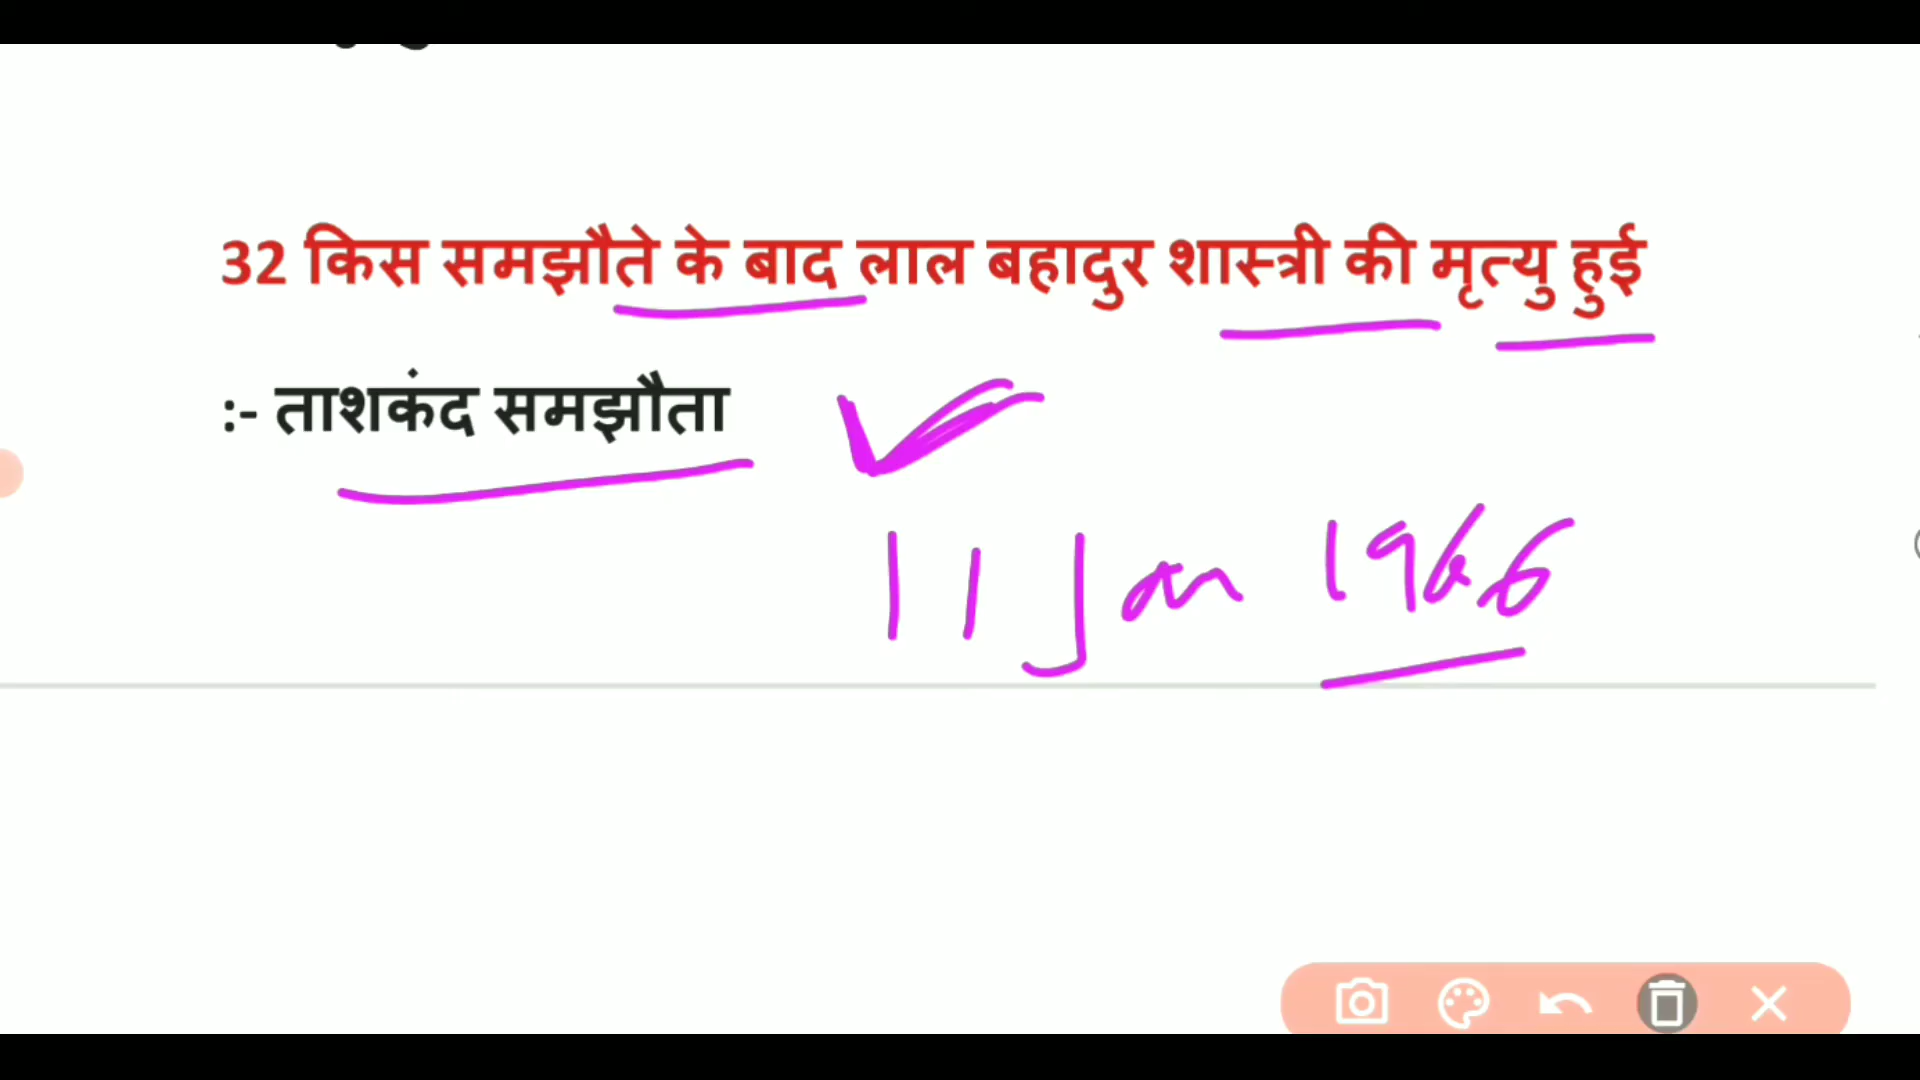 32 किस समझौते के बाद लाल बहादुर शास्त्री की मृत्यु हुई
:- ताशकंद समझौता
11 Jan 1966